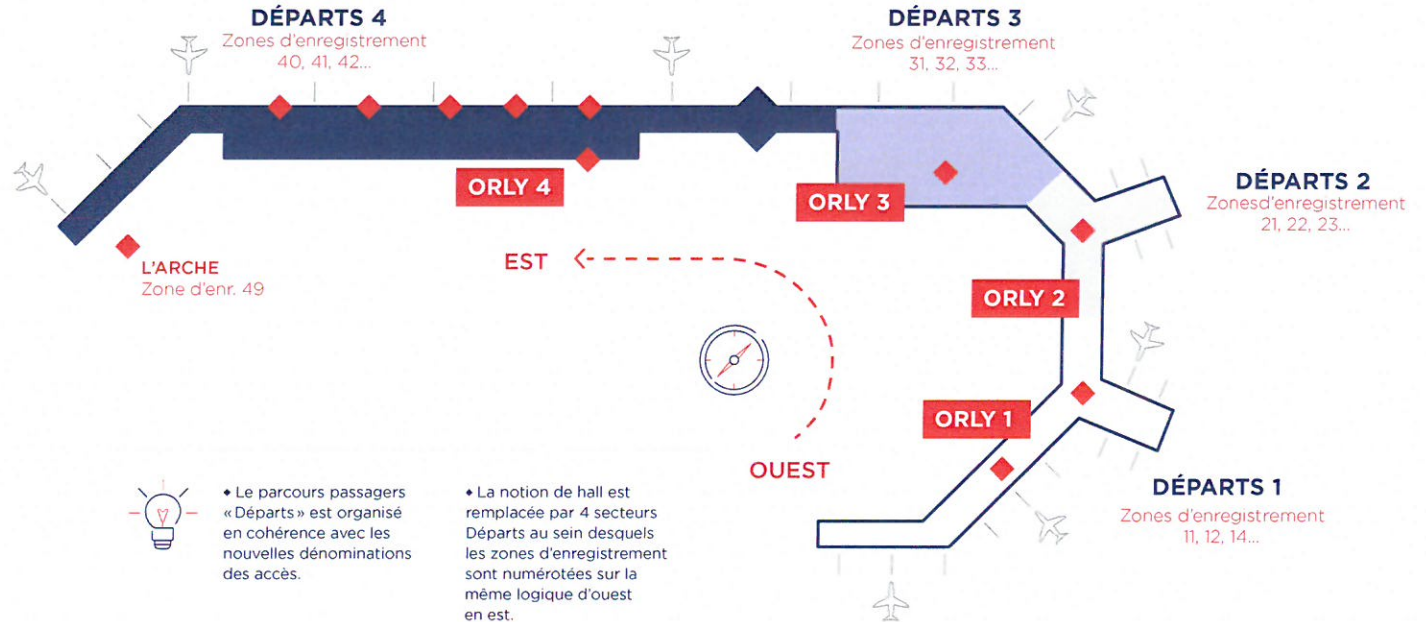 DÉPARTS 4
Zones d'enregistrement
40, 41, 42...
DÉPARTS 3
Zones d'enregistrement
31, 32, 33...
ORLY 4
ORLY 3
DÉPARTS 2
Zonesd'enregistrement
21, 22, 23...
L'ARCHE
Zone d'enr. 49
EST
ORLY 2
ORLY 1
OUEST
DÉPARTS 1
Zones d'enregistrement
11, 12, 14...
• Le parcours passagers
«Départs» est organisé
en cohérence avec les
nouvelles dénominations
des accès.
• La notion de hall est
remplacée par 4 secteurs
Départs au sein desquels
les zones d'enregistrement
sont numérotées sur la
même logique d'ouest
en est.